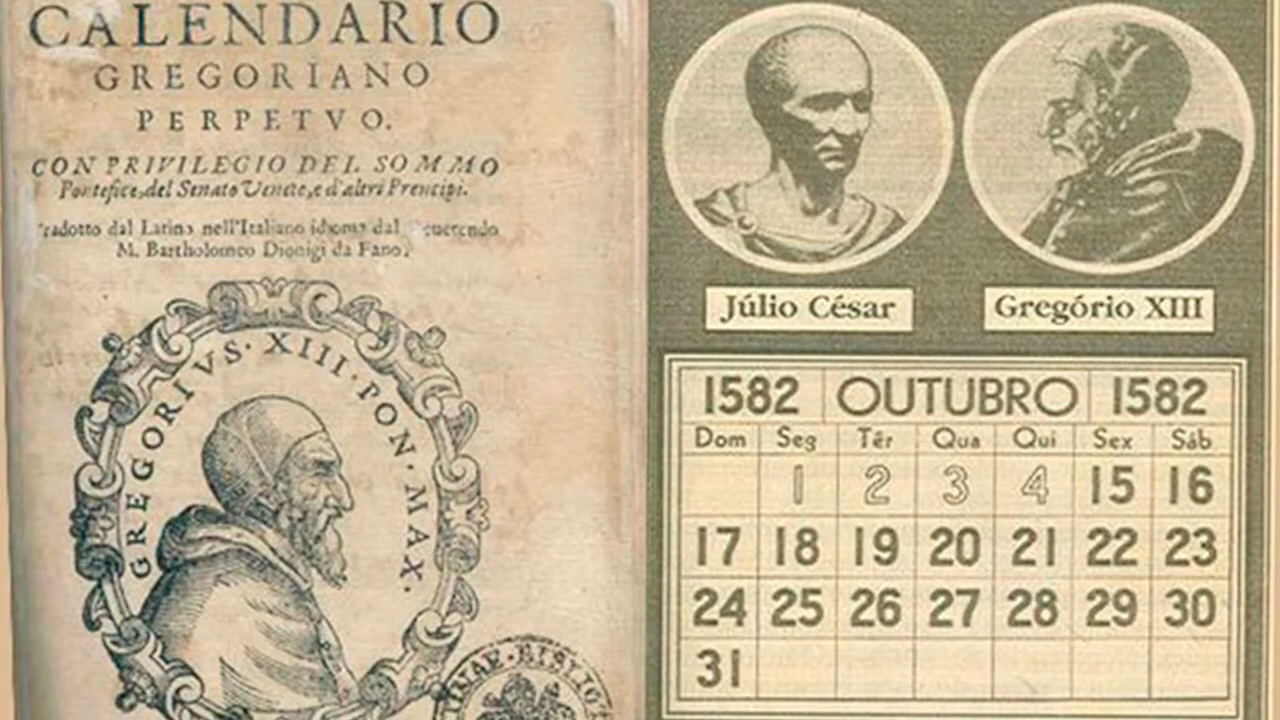 CALENDARIO
GREGORIANO
PERPETVO.
CON PRIVILEGIO DEL SOMMO
Pontefice, del Senato Veneto, e d'altri Prencipi.
dal Latino nell'Italiano idioma dal
M. Bartholomeo Dionigi da Fano.
GREGORIVS· XIII· PON· MAX·
Júlio César
Gregório XIII
1582 OUTUBRO 1582
Dom Seg Têr Qua Qui Sex Sáb
1 2 3 4 15 16
17 18 19 20 21 22 23
24 25 26 27 28 29 30
31